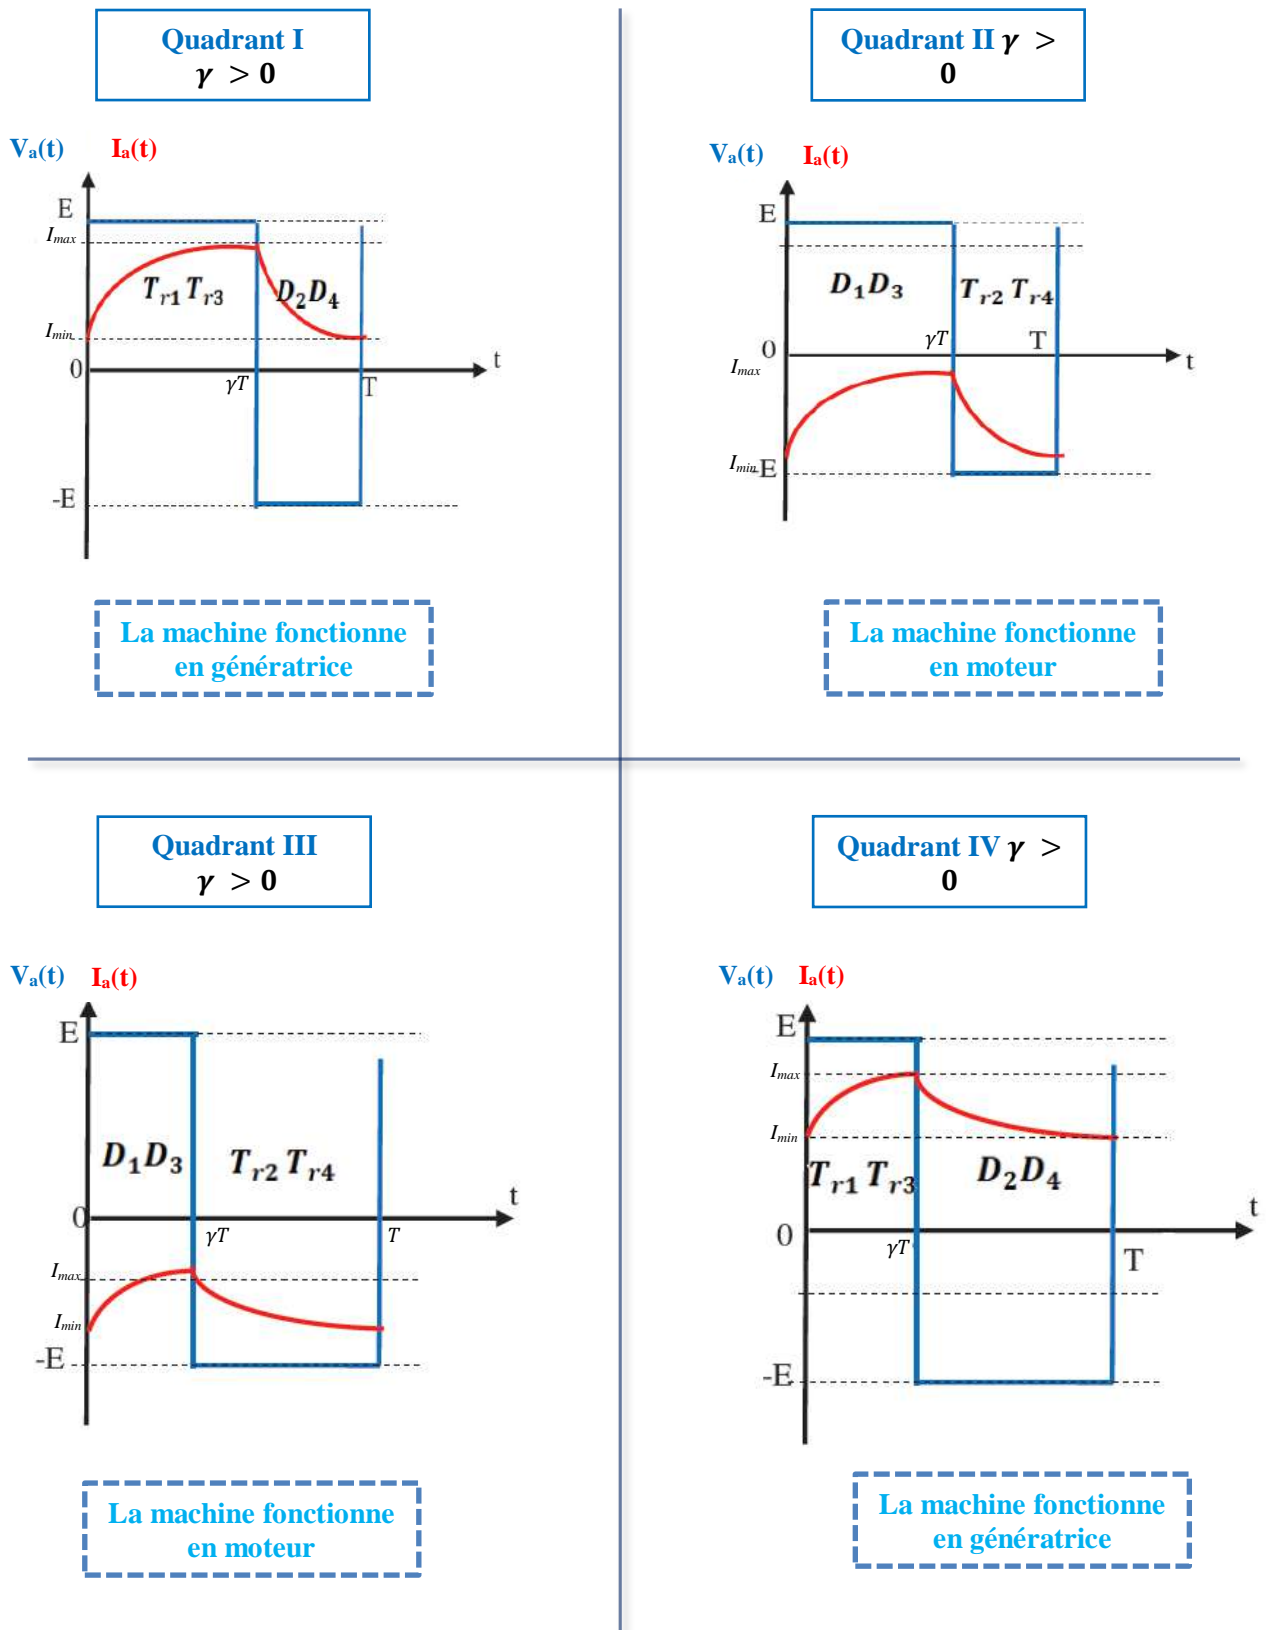 Quadrant I
γ > 0
Quadrant II γ >
0
Vₐ(t) Iₐ(t)
E
Imax
Tr1 Tr3
D2D4
Imin
0
γT
T
t
-E
Vₐ(t) Iₐ(t)
E
D1D3
Tr2 Tr4
γT
T
0
t
Imax
Imin
-E
La machine fonctionne
en génératrice
La machine fonctionne
en moteur
Quadrant III
γ > 0
Quadrant IV γ >
0
Vₐ(t) Iₐ(t)
E
D1D3
Tr2 Tr4
t
0
γT
T
Imax
Imin
-E
Vₐ(t) Iₐ(t)
E
Imax
Imin
Tr1 Tr3
D2D4
t
0
γT
T
-E
La machine fonctionne
en moteur
La machine fonctionne
en génératrice